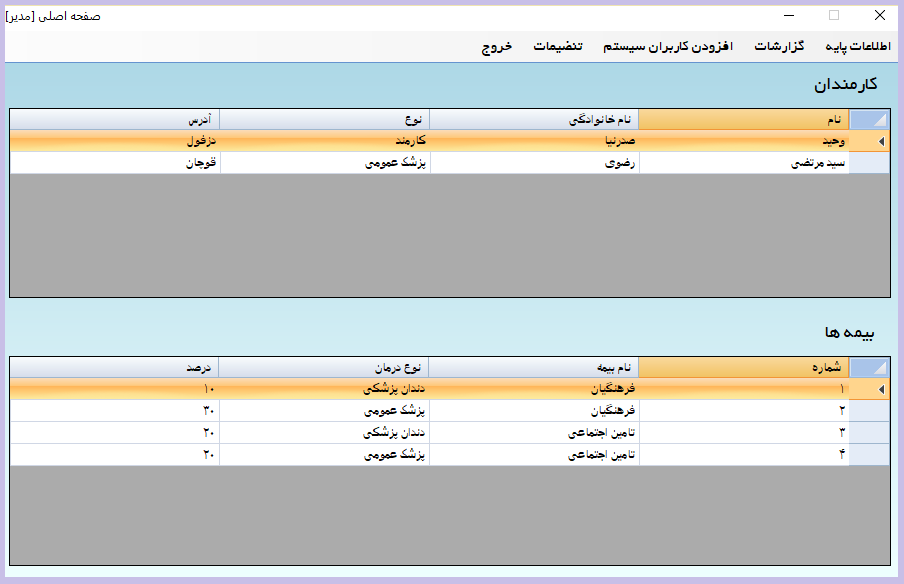 صفحه اصلی [مدیر]
اطلاعات پایه گزارشات افزودن کاربران سیستم تنضیمات خروج
کارمندان
نام نام خانوادگی نوع آدرس
وحید صدرنیا کارمند دزفول
سید مرتضی رضوی پزشک عمومی قوچان
بیمه ها
شماره نام بیمه نوع درمان درصد
۱ فرهنگیان دندان پزشکی ۱۰
۲ فرهنگیان پزشک عمومی ۳۰
۳ تامین اجتماعی دندان پزشکی ۲۰
۴ تامین اجتماعی پزشک عمومی ۲۰